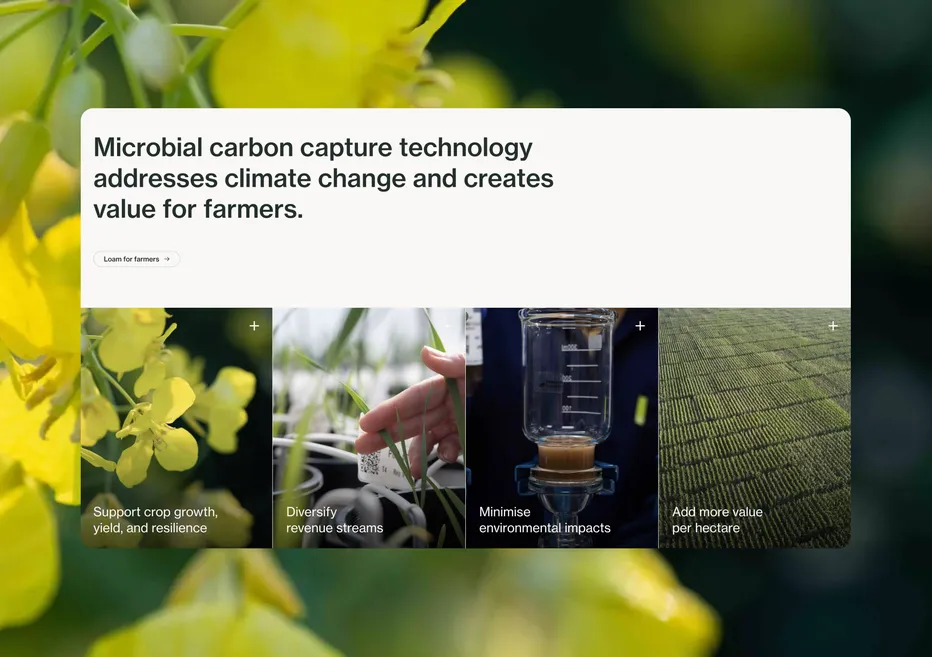 Microbial carbon capture technology
addresses climate change and creates
value for farmers.
Loam for farmers →
Support crop growth,
yield, and resilience
Diversify
revenue streams
Minimise
environmental impacts
Add more value
per hectare